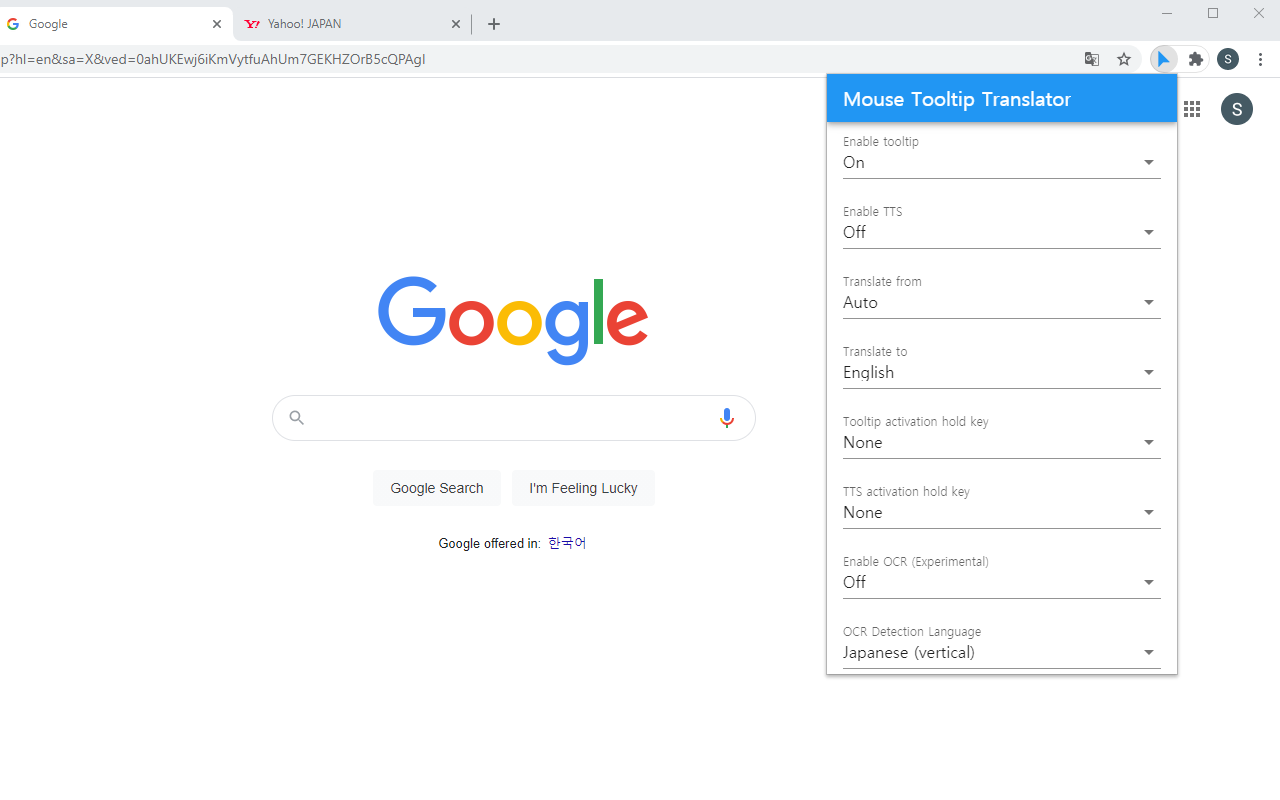 Google
Yahoo! JAPAN
p?hl=en&sa=X&ved=0ahUKEwj6iKmVytfuAhUm7GEKHZOrB5cQPAgI
S
Mouse Tooltip Translator
S
Enable tooltip
On
Enable TTS
Off
Translate from
Auto
Translate to
English
Tooltip activation hold key
None
TTS activation hold key
None
Enable OCR (Experimental)
Off
OCR Detection Language
Japanese (vertical)
Google
Google Search
I'm Feeling Lucky
Google offered in: 한국어